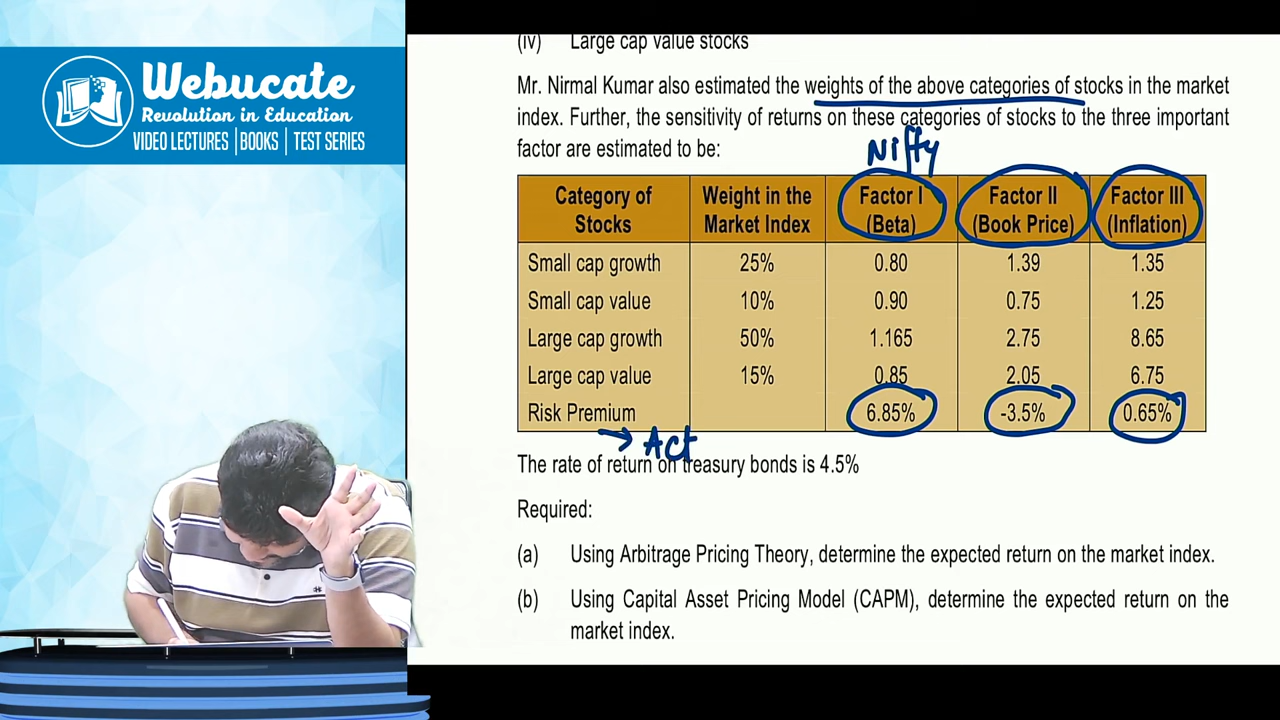 Webucate
Revolution in Education
VIDEO LECTURES | BOOKS | TEST SERIES
(iv) Large cap value stocks
Mr. Nirmal Kumar also estimated the weights of the above categories of stocks in the market
index. Further, the sensitivity of returns on these categories of stocks to the three important
factor are estimated to be:
Nifty
Category of Stocks Weight in the Market Index Factor I (Beta) Factor II (Book Price) Factor III (Inflation)
Small cap growth 25% 0.80 1.39 1.35
Small cap value 10% 0.90 0.75 1.25
Large cap growth 50% 1.165 2.75 8.65
Large cap value 15% 0.85 2.05 6.75
Risk Premium 6.85% -3.5% 0.65%
→ Act
The rate of return on treasury bonds is 4.5%
Required:
(a) Using Arbitrage Pricing Theory, determine the expected return on the market index.
(b) Using Capital Asset Pricing Model (CAPM), determine the expected return on the
market index.